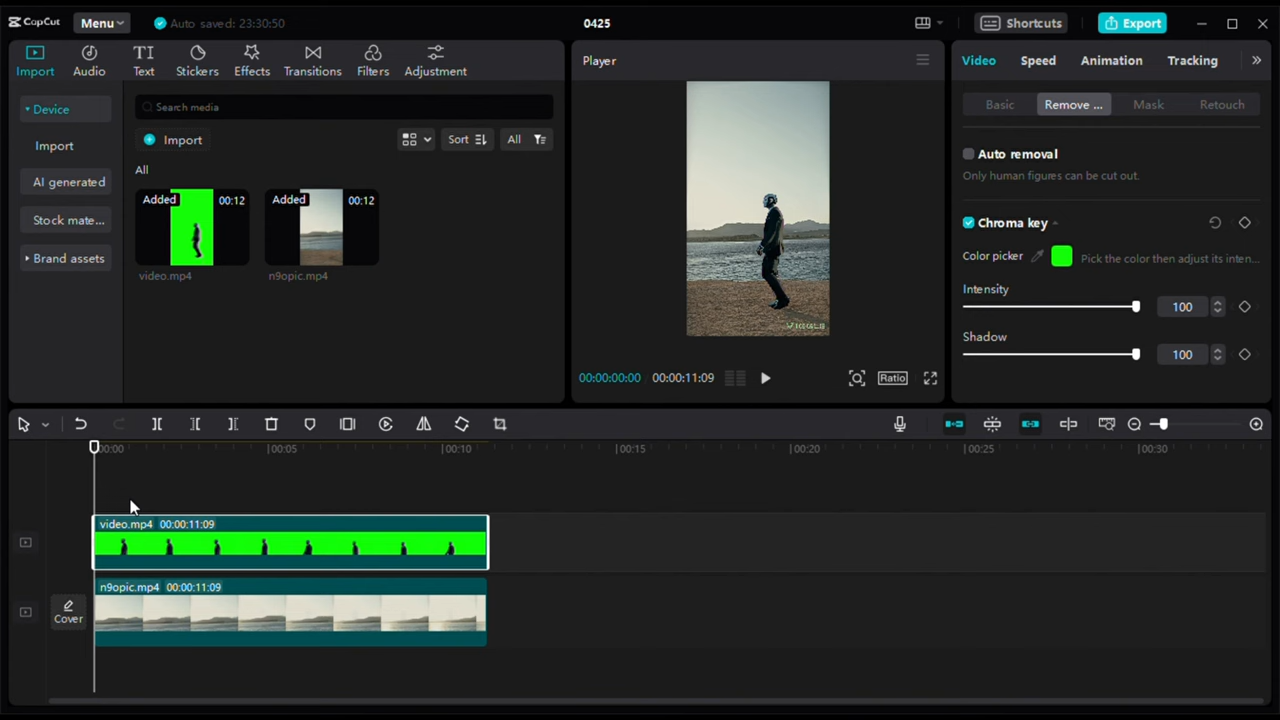 CapCut
Menu
Auto saved: 23:30:50
0425
Shortcuts
Export
Import
Audio
Text
Stickers
Effects
Transitions
Filters
Adjustment
Device
Import
AI generated
Stock mate...
Brand assets
Search media
Import
Sort
All
All
Added
00:12
Added
00:12
video.mp4
n9opic.mp4
Player
00:00:00:00
00:00:11:09
Ratio
Video
Speed
Animation
Tracking
Basic
Remove ...
Mask
Retouch
Auto removal
Only human figures can be cut out.
Chroma key
Color picker
Pick the color then adjust its inten...
Intensity
100
Shadow
100
00:00
00:05
00:10
00:15
00:20
00:25
00:30
video.mp4 00:00:11:09
n9opic.mp4 00:00:11:09
Cover